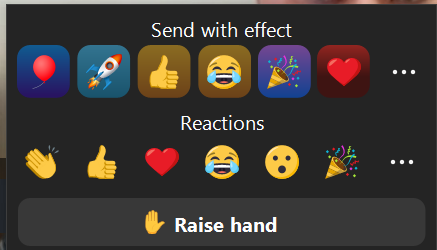 Send with effect
Reactions
Raise hand